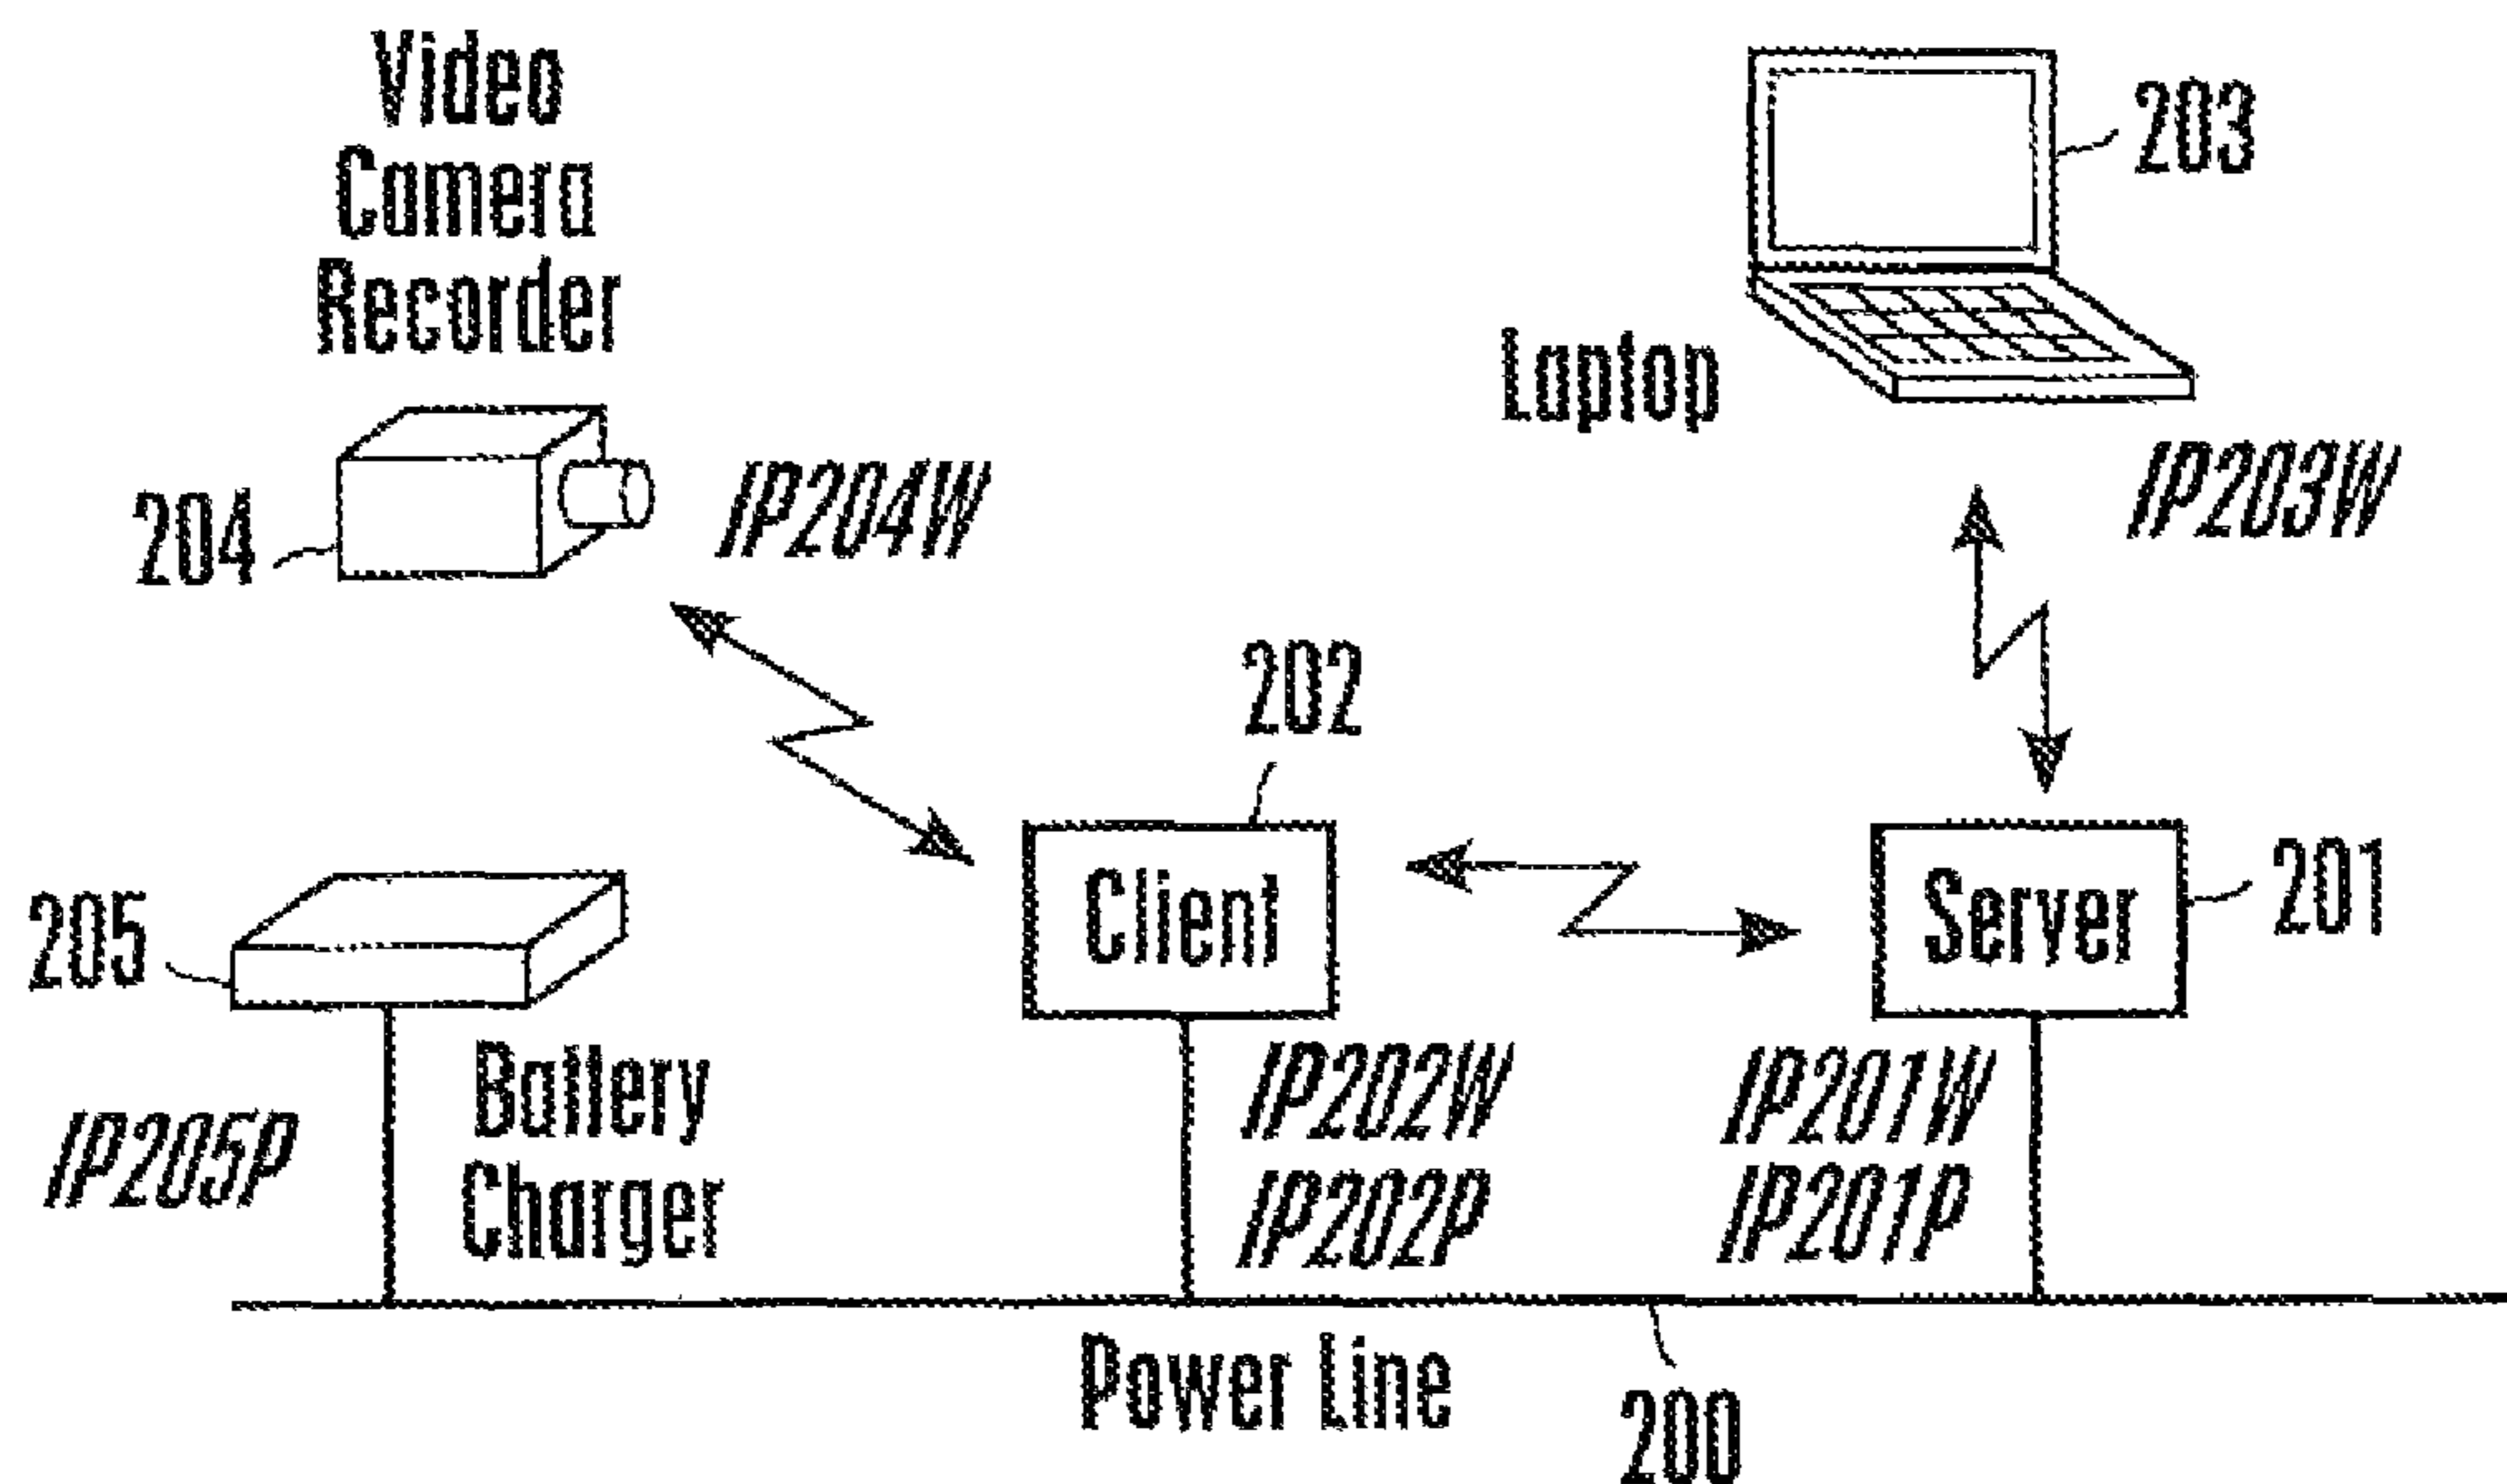 Video
Camera
Recorder
203
Laptop
204
IP204W
IP203W
202
205
Client
Server
201
Battery
Charger
IP205P
IP202W
IP202P
IP201W
IP201P
Power Line
200